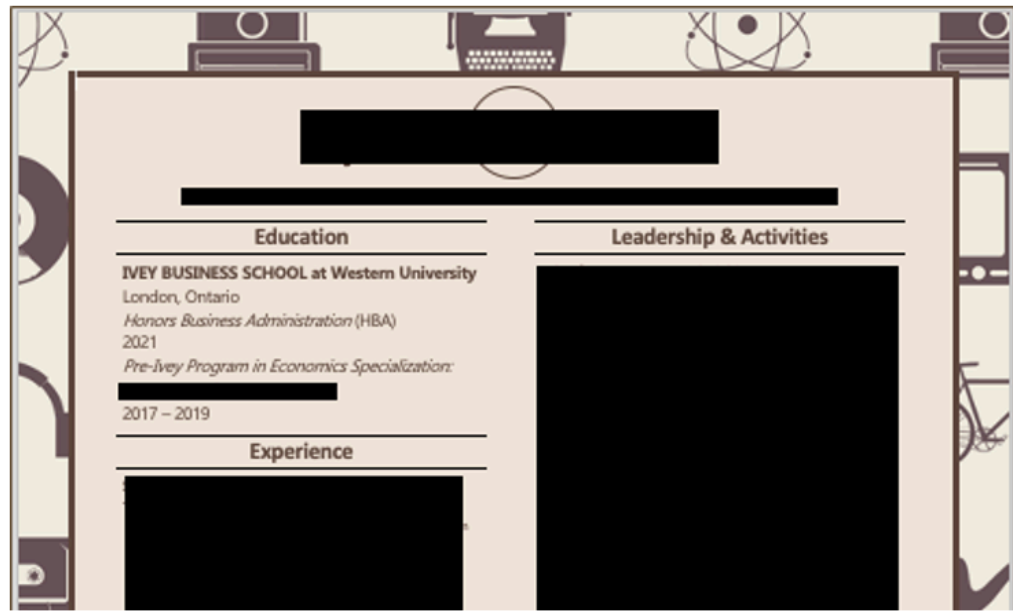 Education
IVEY BUSINESS SCHOOL at Western University
London, Ontario
Honors Business Administration (HBA)
2021
Pre-Ivey Program in Economics Specialization:
2017 – 2019
Experience
Leadership & Activities